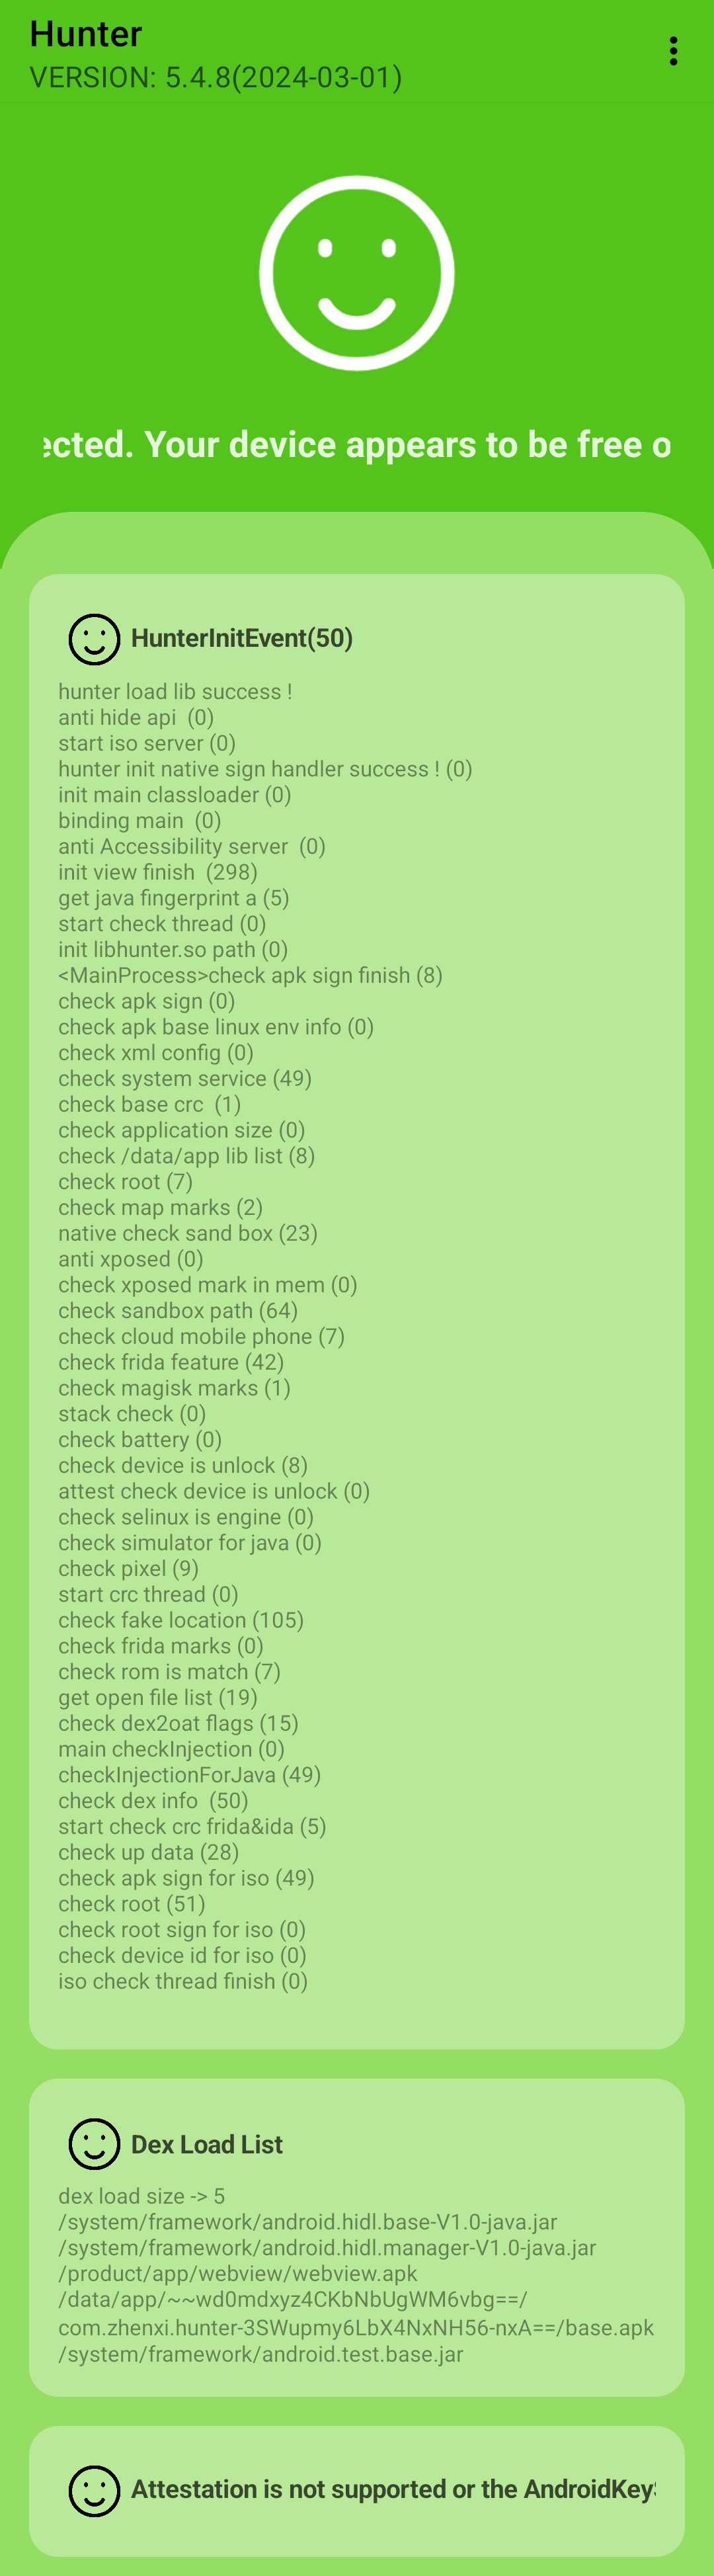 Hunter
VERSION: 5.4.8(2024-03-01)
ected. Your device appears to be free o
HunterInitEvent(50)
hunter load lib success !
anti hide api  (0)
start iso server (0)
hunter init native sign handler success ! (0)
init main classloader (0)
binding main  (0)
anti Accessibility server  (0)
init view finish  (298)
get java fingerprint a (5)
start check thread (0)
init libhunter.so path (0)
<MainProcess>check apk sign finish (8)
check apk sign (0)
check apk base linux env info (0)
check xml config (0)
check system service (49)
check base crc  (1)
check application size (0)
check /data/app lib list (8)
check root (7)
check map marks (2)
native check sand box (23)
anti xposed (0)
check xposed mark in mem (0)
check sandbox path (64)
check cloud mobile phone (7)
check frida feature (42)
check magisk marks (1)
stack check (0)
check battery (0)
check device is unlock (8)
attest check device is unlock (0)
check selinux is engine (0)
check simulator for java (0)
check pixel (9)
start crc thread (0)
check fake location (105)
check frida marks (0)
check rom is match (7)
get open file list (19)
check dex2oat flags (15)
main checkInjection (0)
checkInjectionForJava (49)
check dex info  (50)
start check crc frida&ida (5)
check up data (28)
check apk sign for iso (49)
check root (51)
check root sign for iso (0)
check device id for iso (0)
iso check thread finish (0)
Dex Load List
dex load size -> 5
/system/framework/android.hidl.base-V1.0-java.jar
/system/framework/android.hidl.manager-V1.0-java.jar
/product/app/webview/webview.apk
/data/app/~~wd0mdxyz4CKbNbUgWM6vbg==/
com.zhenxi.hunter-3SWupmy6LbX4NxNH56-nxA==/base.apk
/system/framework/android.test.base.jar
Attestation is not supported or the AndroidKey